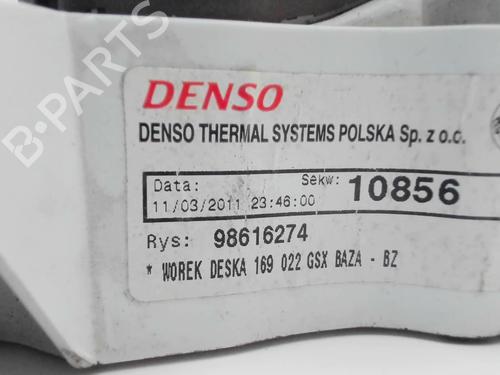 B-PARTS
DENSO
DENSO THERMAL SYSTEMS POLSKA Sp. z o.o.
Data: Sekw: 10856
11/03/2011 23:46:00
Rys: 98616274
* WOREK DESKA 169 022 GSX BAZA - BZ